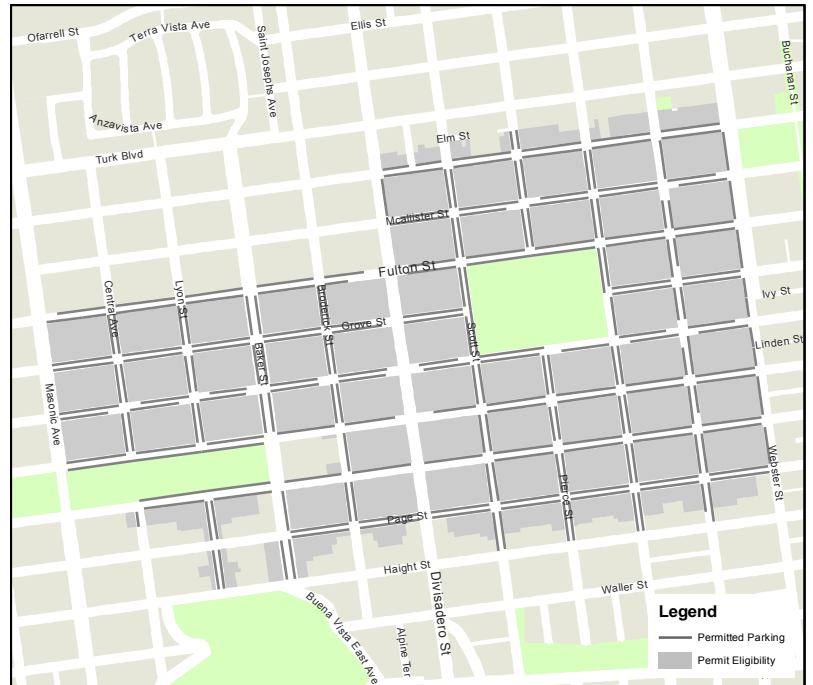 Ofarrell St
Terra Vista Ave
Saint Josephs Ave
Ellis St
Buchanan St
Anzavista Ave
Turk Blvd
Elm St
Mcallister St
Fulton St
Central Ave
Lyon St
Broderick St
Grove St
Scott St
Baker St
Ivy St
Linden St
Masonic Ave
Webster St
Pierce St
Page St
Haight St
Divisadero St
Waller St
Buena Vista East Ave
Alpine Ter
Legend
Permitted Parking
Permit Eligibility